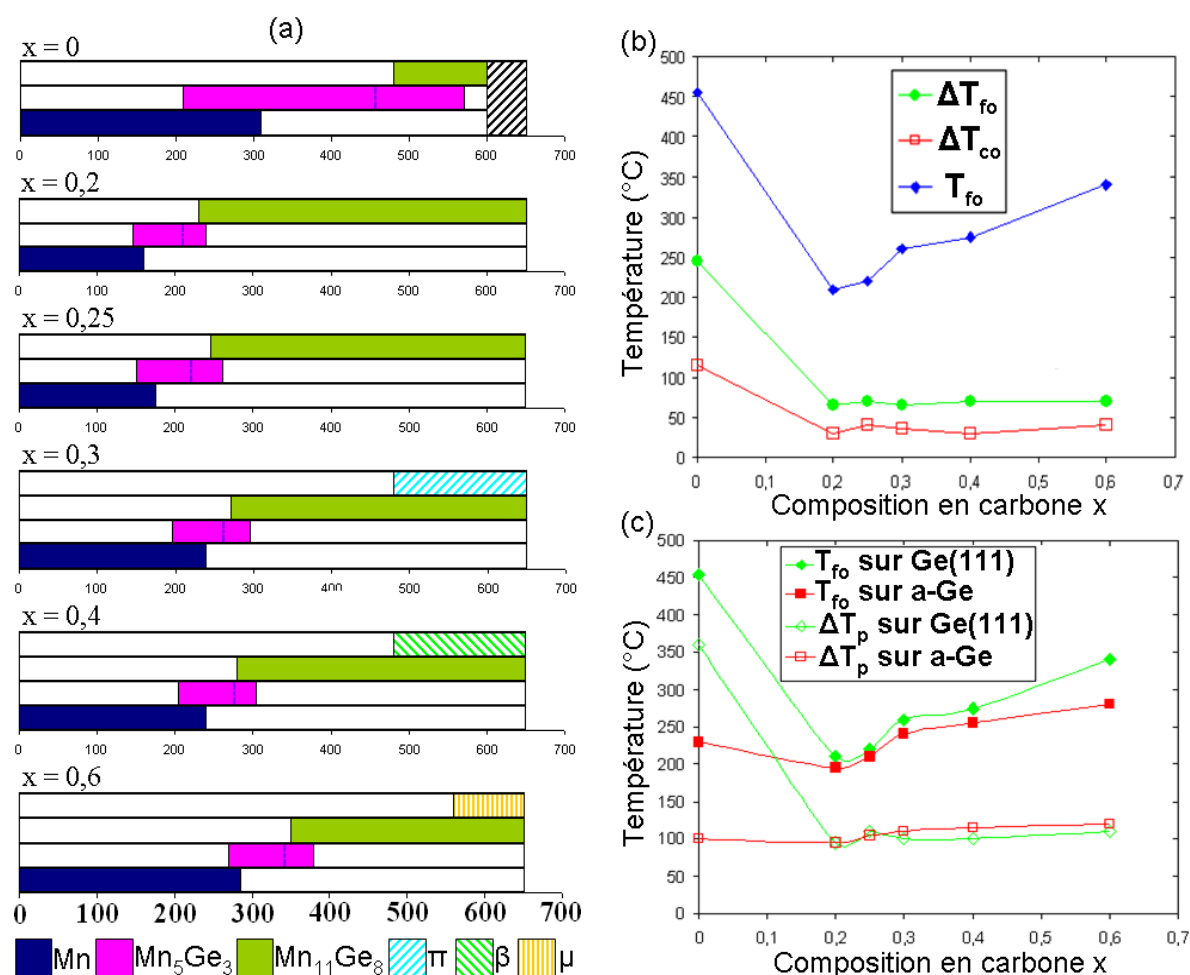 (a)
x = 0
0 100 200 300 400 500 600 700
x = 0,2
0 100 200 300 400 500 600 700
x = 0,25
0 100 200 300 400 500 600 700
x = 0,3
0 100 200 300 500 600 700
x = 0,4
0 100 200 300 400 500 600 700
x = 0,6
0 100 200 300 400 500 600 700
Mn Mn5Ge3 Mn11Ge8 π β μ
(b)
500
450
400
350
300
250
200
150
100
50
0
Température (°C)
ΔTfo
ΔTco
Tfo
0 0,1 0,2 0,3 0,4 0,5 0,6 0,7
Composition en carbone x
(c)
500
450
400
350
300
250
200
150
100
50
0
Température (°C)
Tfo sur Ge(111)
Tfo sur a-Ge
ΔTp sur Ge(111)
ΔTp sur a-Ge
0 0,1 0,2 0,3 0,4 0,5 0,6 0,7
Composition en carbone x